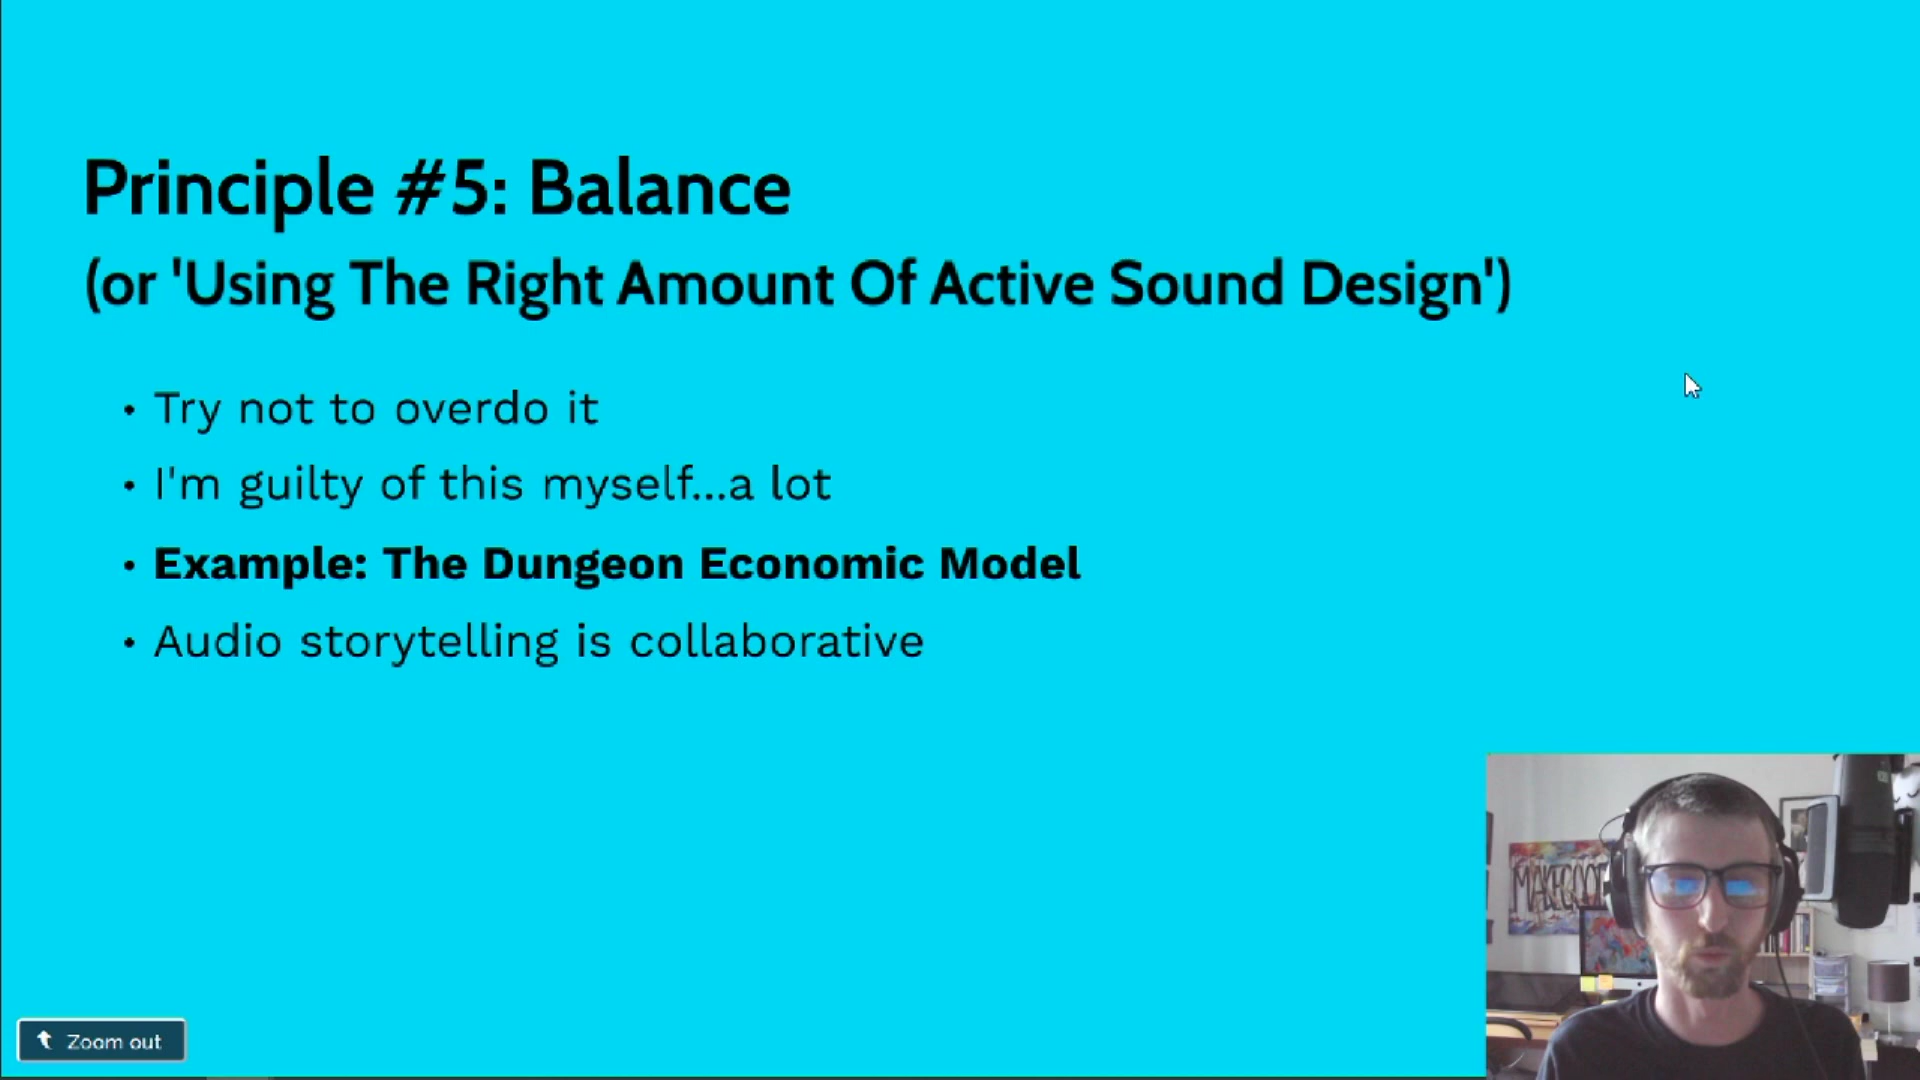 Principle #5: Balance
(or 'Using The Right Amount Of Active Sound Design')
• Try not to overdo it
• I'm guilty of this myself...a lot
• Example: The Dungeon Economic Model
• Audio storytelling is collaborative
Zoom out